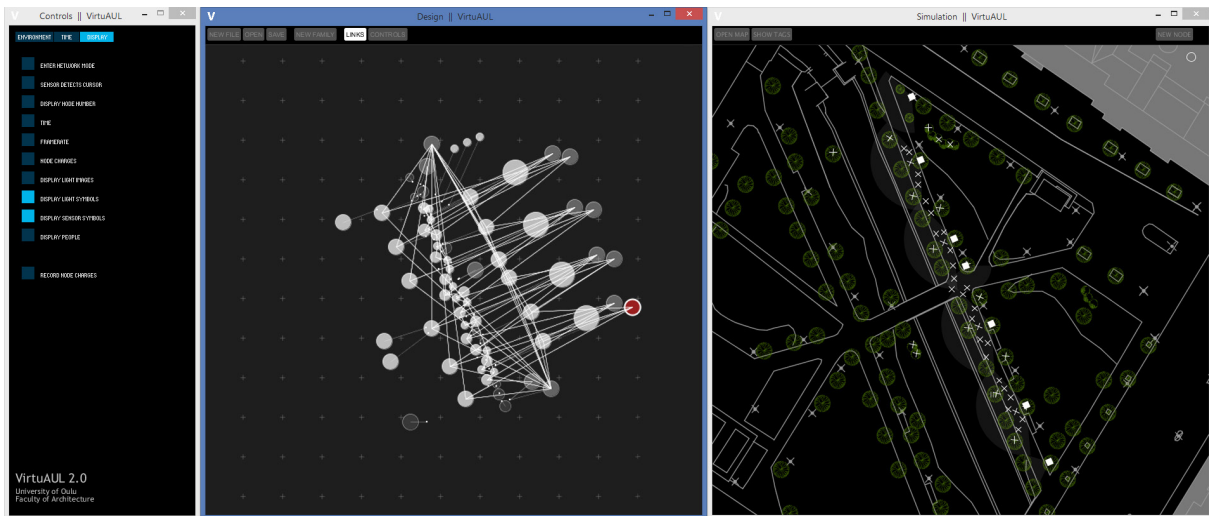 V Controls || VirtuAUL
ENVIRONMENT TIME DISPLAY
ENTER NETWORK MODE
SENSOR DETECTS CURSOR
DISPLAY NODE NUMBER
TIME
FRAMERATE
NODE CHARGES
DISPLAY LIGHT IMAGES
DISPLAY LIGHT SYMBOLS
DISPLAY SENSOR SYMBOLS
DISPLAY PEOPLE
RECORD NODE CHARGES
VirtuAUL 2.0
University of Oulu
Faculty of Architecture
V Design || VirtuAUL
NEW FILE OPEN SAVE NEW FAMILY LINKS CONTROLS
V Simulation || VirtuAUL
OPEN MAP SHOW TAGS NEW NODE